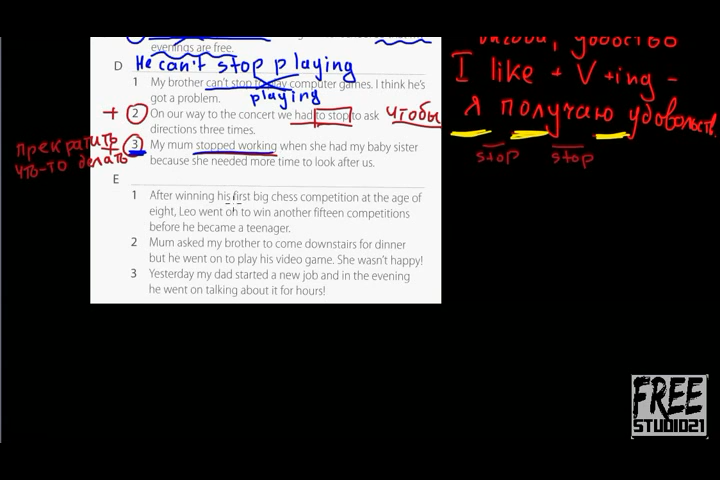 evenings are free.
D He can't stop playing
1 My brother can't stop to play computer games. I think he's
got a problem.
playing
+ 2 On our way to the concert we had to stop to ask чтобы
directions three times.
прекратить
что-то делать
+ 3 My mum stopped working when she had my baby sister
because she needed more time to look after us.
E
1 After winning his first big chess competition at the age of
eight, Leo went on to win another fifteen competitions
before he became a teenager.
2 Mum asked my brother to come downstairs for dinner
but he went on to play his video game. She wasn't happy!
3 Yesterday my dad started a new job and in the evening
he went on talking about it for hours!
I like + V + ing -
я получаю удовольств
stop stop
FREE
STUDIO21